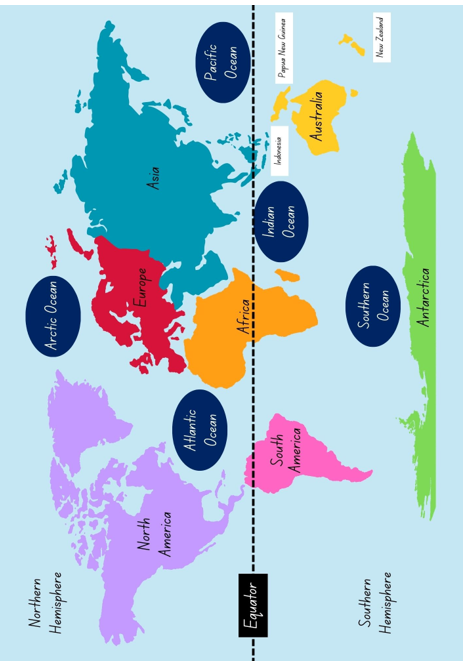 Northern
Hemisphere
Arctic Ocean
North
America
Europe
Asia
Atlantic
Ocean
Pacific
Ocean
Equator
Africa
South
America
Indian
Ocean
Indonesia
Papua New Guinea
Australia
New Zealand
Southern
Hemisphere
Southern
Ocean
Antarctica